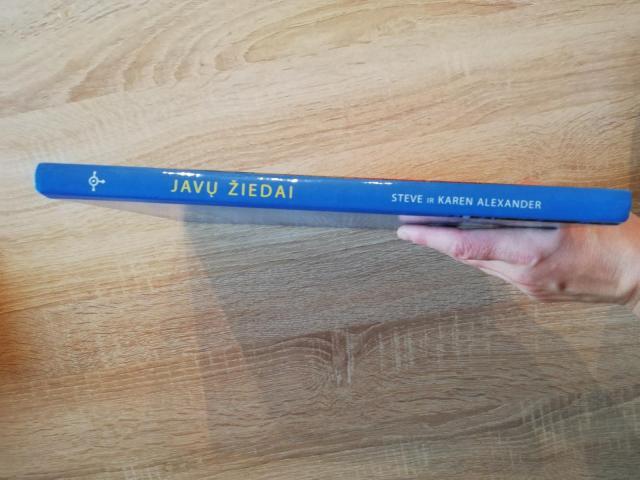 JAVŲ ŽIEDAI
STEVE IR KAREN ALEXANDER